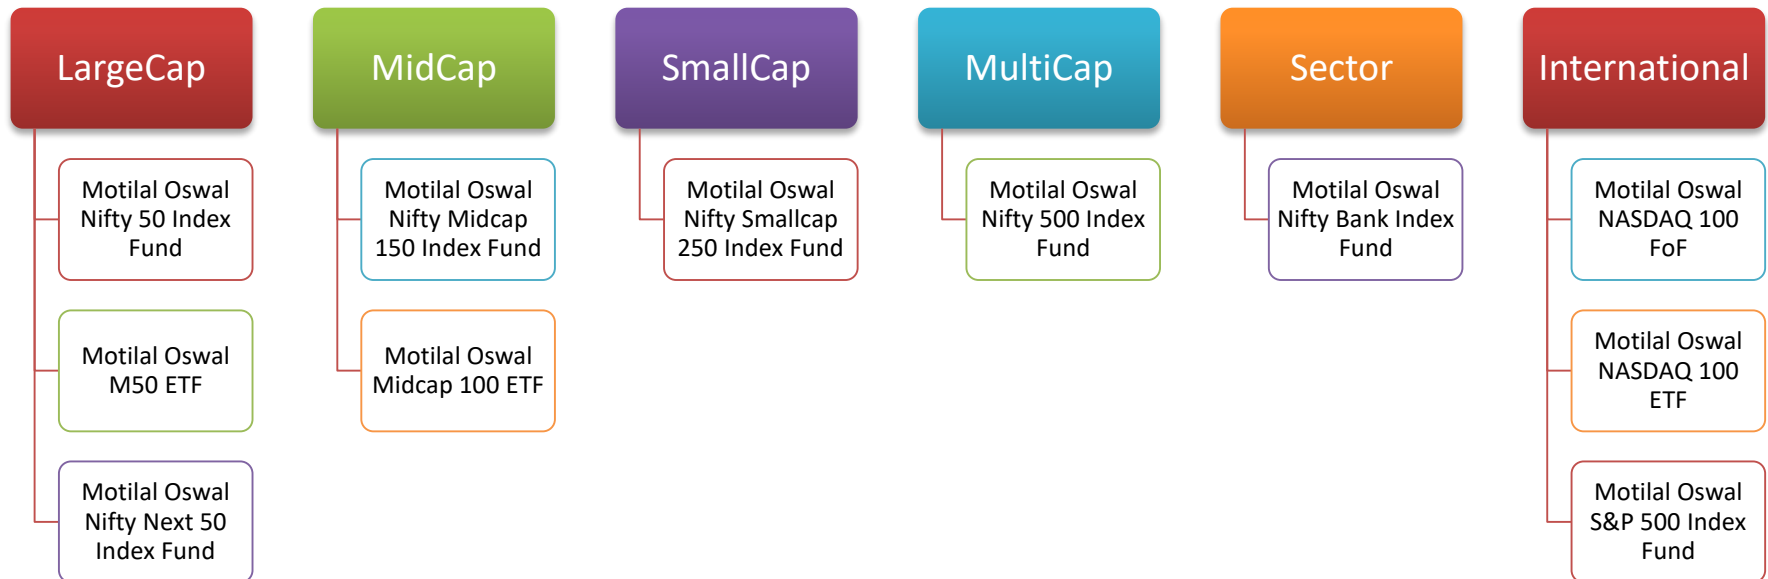 LargeCap
Motilal Oswal
Nifty 50 Index
Fund
Motilal Oswal
M50 ETF
Motilal Oswal
Nifty Next 50
Index Fund
MidCap
Motilal Oswal
Nifty Midcap
150 Index Fund
Motilal Oswal
Midcap 100 ETF
SmallCap
Motilal Oswal
Nifty Smallcap
250 Index Fund
MultiCap
Motilal Oswal
Nifty 500 Index
Fund
Sector
Motilal Oswal
Nifty Bank Index
Fund
International
Motilal Oswal
NASDAQ 100
FoF
Motilal Oswal
NASDAQ 100
ETF
Motilal Oswal
S&P 500 Index
Fund